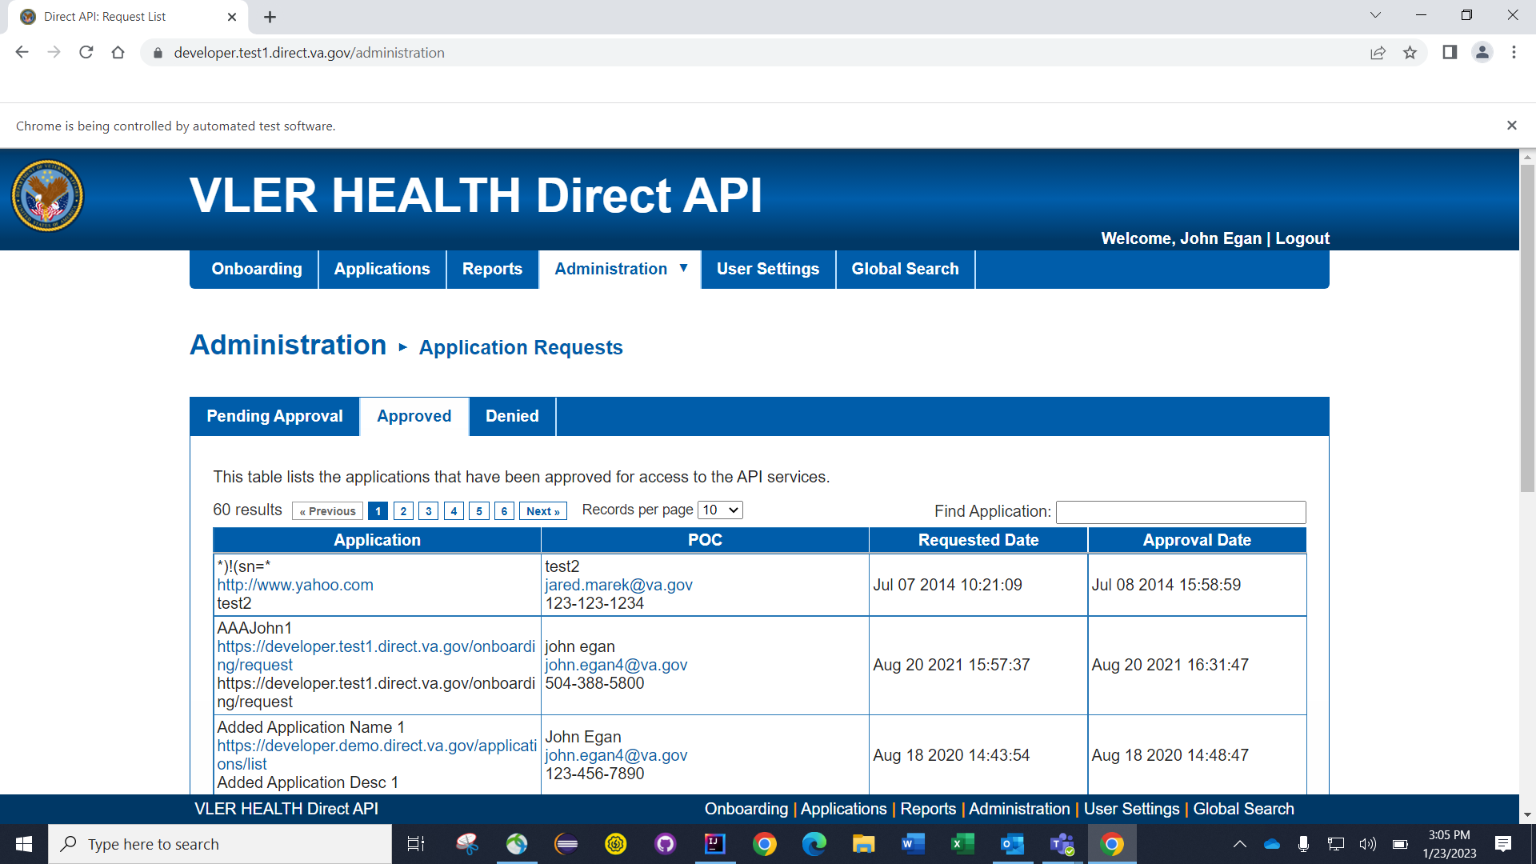 Direct API: Request List
developer.test1.direct.va.gov/administration
Chrome is being controlled by automated test software.
VLER HEALTH Direct API
Welcome, John Egan | Logout
Onboarding Applications Reports Administration ▼ User Settings Global Search
Administration ▸ Application Requests
Pending Approval Approved Denied
This table lists the applications that have been approved for access to the API services.
60 results « Previous 1 2 3 4 5 6 Next » Records per page 10 Find Application:
Application POC Requested Date Approval Date
*)!(sn=*
http://www.yahoo.com
test2
test2
jared.marek@va.gov
123-123-1234
Jul 07 2014 10:21:09
Jul 08 2014 15:58:59
AAAJohn1
https://developer.test1.direct.va.gov/onboardi
ng/request
https://developer.test1.direct.va.gov/onboardi
ng/request
john egan
john.egan4@va.gov
504-388-5800
Aug 20 2021 15:57:37
Aug 20 2021 16:31:47
Added Application Name 1
https://developer.demo.direct.va.gov/applicati
ons/list
Added Application Desc 1
John Egan
john.egan4@va.gov
123-456-7890
Aug 18 2020 14:43:54
Aug 18 2020 14:48:47
VLER HEALTH Direct API
Onboarding | Applications | Reports | Administration | User Settings | Global Search
Type here to search
3:05 PM
1/23/2023